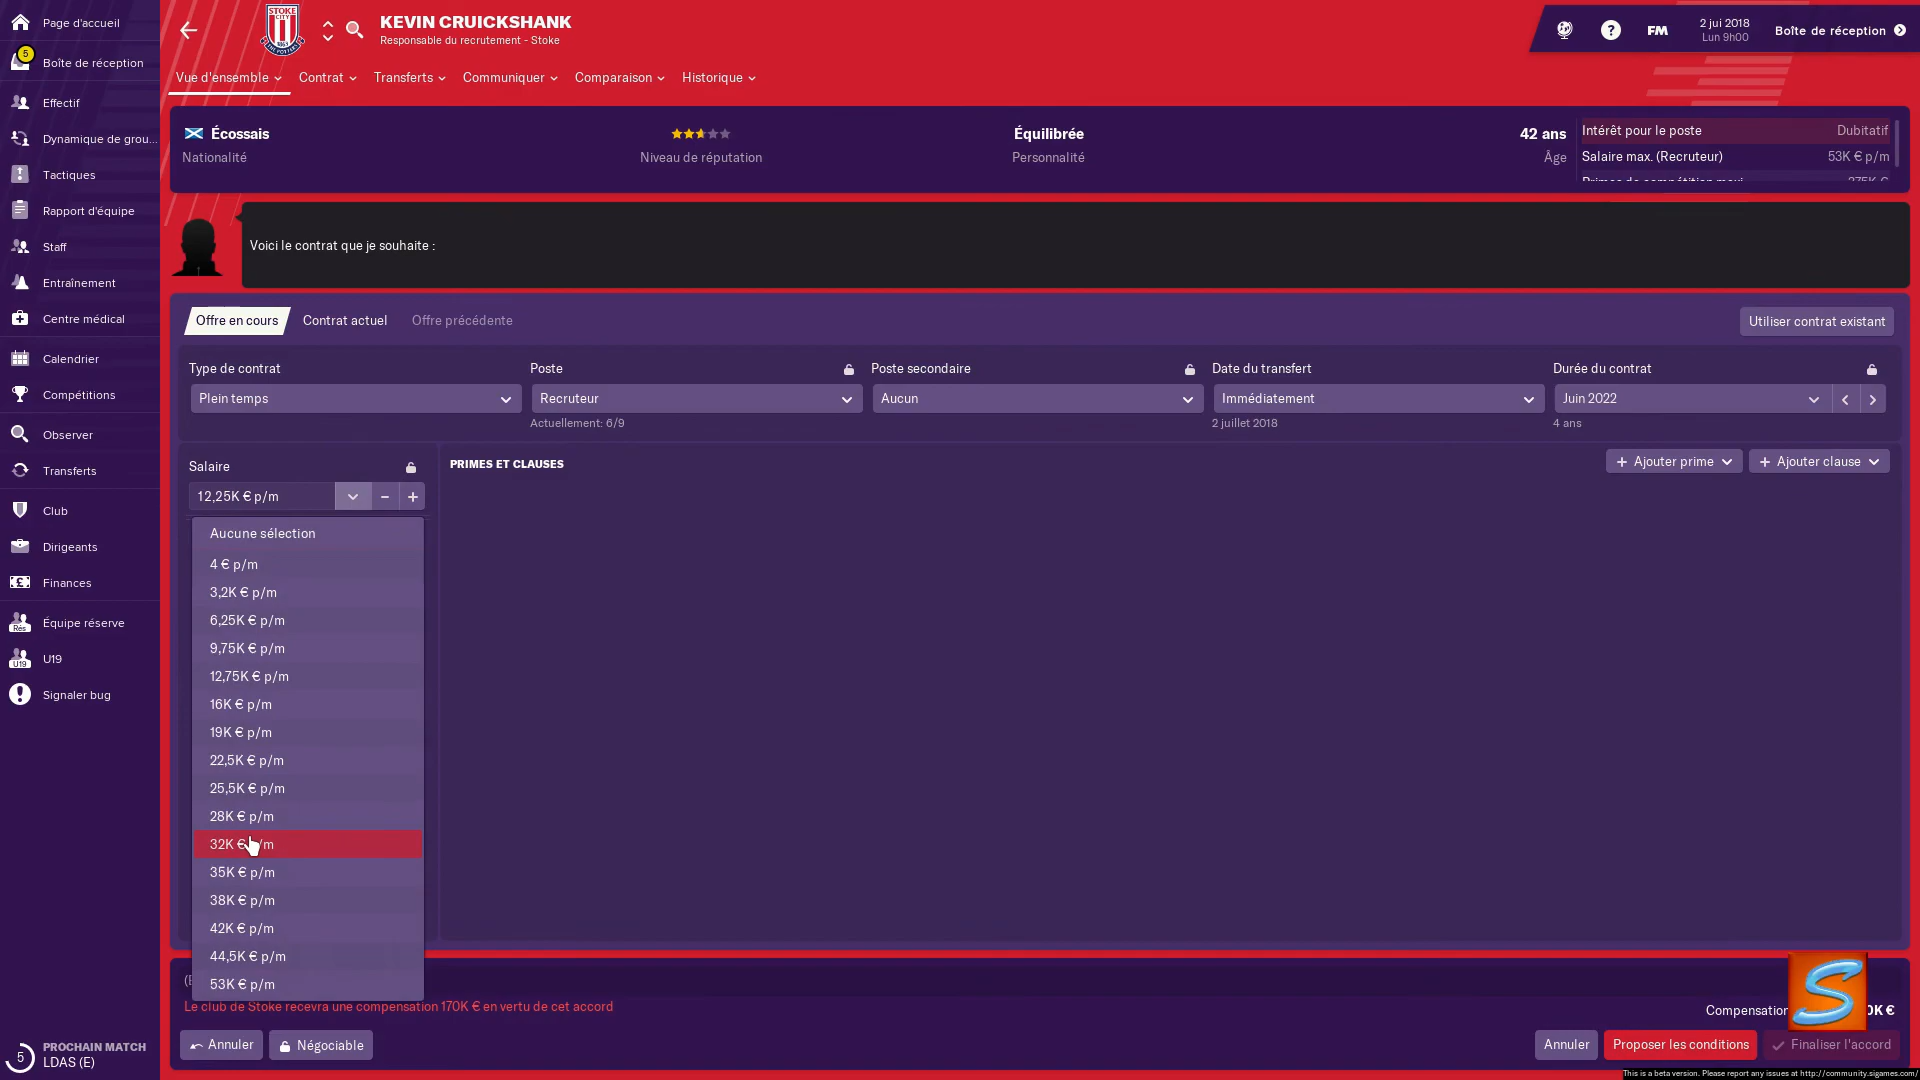 Page d'accueil
5
Boîte de réception
Effectif
Dynamique de grou...
Tactiques
Rapport d'équipe
Staff
Entraînement
Centre médical
Calendrier
Compétitions
Observer
Transferts
Club
Dirigeants
Finances
Rés
Équipe réserve
U19
U19
Signaler bug
5
PROCHAIN MATCH
LDAS (E)
STOKE
CITY
KEVIN CRUICKSHANK
Responsable du recrutement - Stoke
FM
2 jui 2018
Lun 9h00
Boîte de réception
Vue d'ensemble
Contrat
Transferts
Communiquer
Comparaison
Historique
Écossais
Nationalité
Niveau de réputation
Équilibrée
Personnalité
42 ans
Âge
Intérêt pour le poste Dubitatif
Salaire max. (Recruteur) 53K € p/m
Voici le contrat que je souhaite :
Offre en cours
Contrat actuel
Offre précédente
Utiliser contrat existant
Type de contrat
Plein temps
Poste
Recruteur
Actuellement: 6/9
Poste secondaire
Aucun
Date du transfert
Immédiatement
2 juillet 2018
Durée du contrat
Juin 2022
4 ans
Salaire
12,25K € p/m
PRIMES ET CLAUSES
Ajouter prime
Ajouter clause
Aucune sélection
4 € p/m
3,2K € p/m
6,25K € p/m
9,75K € p/m
12,75K € p/m
16K € p/m
19K € p/m
22,5K € p/m
25,5K € p/m
28K € p/m
32K € p/m
35K € p/m
38K € p/m
42K € p/m
44,5K € p/m
53K € p/m
Le club de Stoke recevra une compensation 170K € en vertu de cet accord
Compensation
0K €
Annuler
Négociable
Annuler
Proposer les conditions
Finaliser l'accord
This is a beta version. Please report any issues at http://community.sigames.com/